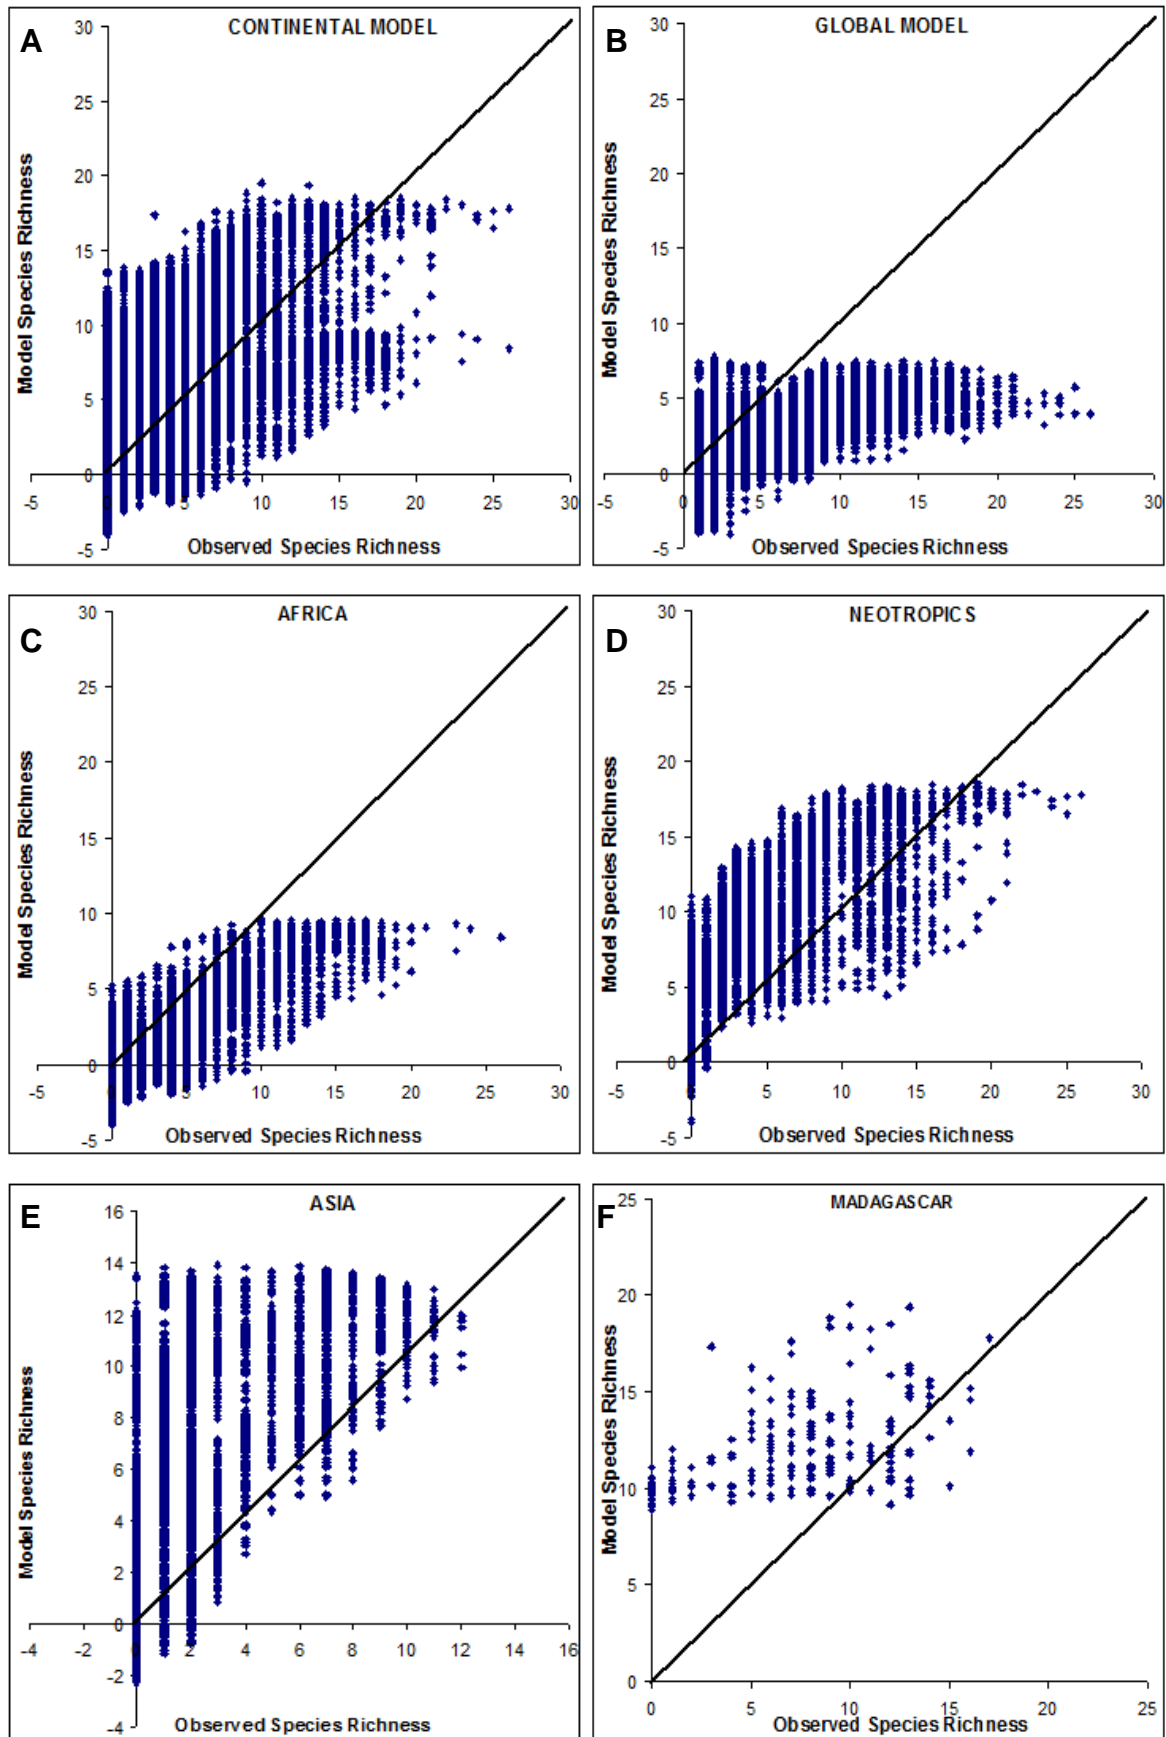 A
CONTINENTAL MODEL
Model Species Richness
30
25
20
15
10
5
0
-5
-5 0 5 10 15 20 25 30
Observed Species Richness
B
GLOBAL MODEL
Model Species Richness
30
25
20
15
10
5
0
-5
-5 0 5 10 15 20 25 30
Observed Species Richness
C
AFRICA
Model Species Richness
30
25
20
15
10
5
0
-5
-5 0 5 10 15 20 25 30
Observed Species Richness
D
NEOTROPICS
Model Species Richness
30
25
20
15
10
5
0
-5
-5 0 5 10 15 20 25 30
Observed Species Richness
E
ASIA
Model Species Richness
16
14
12
10
8
6
4
2
0
-2
-4
-4 -2 0 2 4 6 8 10 12 14 16
Observed Species Richness
F
MADAGASCAR
Model Species Richness
25
20
15
10
5
0
0 5 10 15 20 25
Observed Species Richness